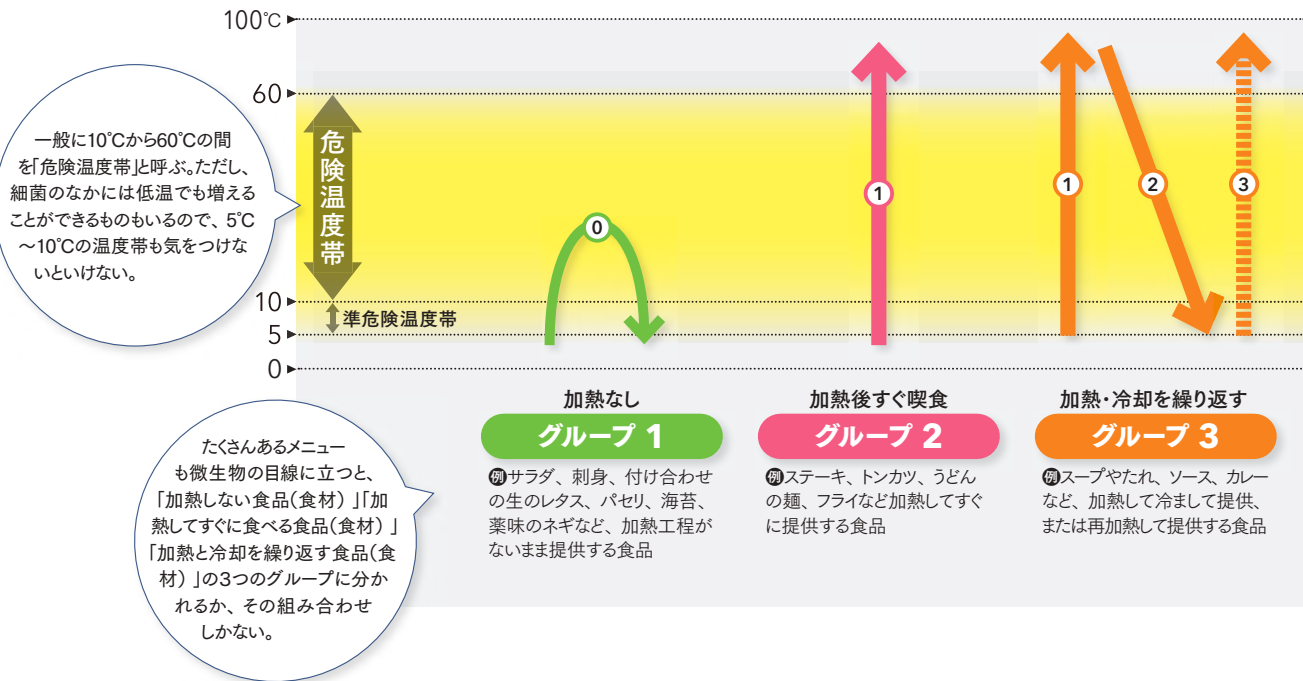 100℃
60
10
5
0
一般に10℃から60℃の間
を「危険温度帯」と呼ぶ。ただし、
細菌のなかには低温でも増える
ことができるものもいるので、5℃
～10℃の温度帯も気をつけな
いといけない。
危険温度帯
準危険温度帯
0
1
1
2
3
たくさんあるメニュー
も微生物の目線に立つと、
「加熱しない食品(食材)」「加
熱してすぐに食べる食品(食材)」
「加熱と冷却を繰り返す食品(食
材)」の3つのグループに分か
れるか、その組み合わせ
しかない。
加熱なし
グループ 1
例サラダ、刺身、付け合わせ
の生のレタス、パセリ、海苔、
薬味のネギなど、加熱工程が
ないまま提供する食品
加熱後すぐ喫食
グループ 2
例ステーキ、トンカツ、うどん
の麺、フライなど加熱してすぐ
に提供する食品
加熱・冷却を繰り返す
グループ 3
例スープやたれ、ソース、カレー
など、加熱して冷まして提供、
または再加熱して提供する食品